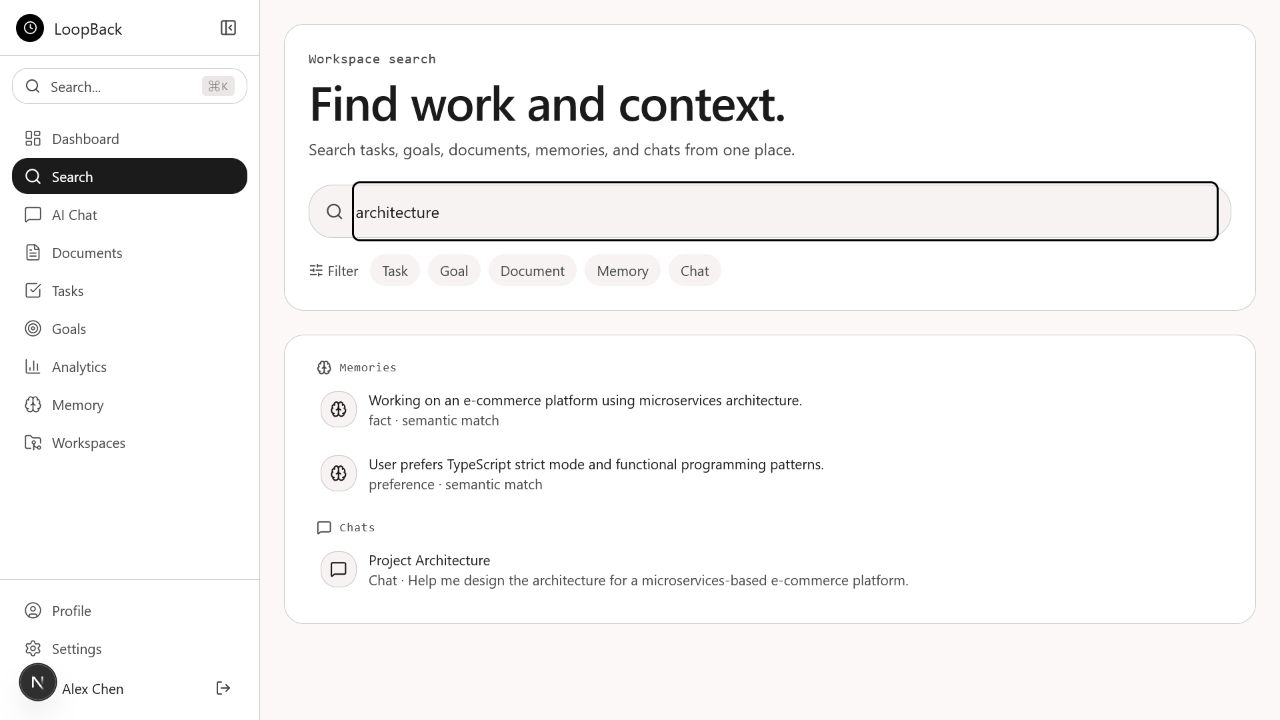 LoopBack
Search...
⌘K
Dashboard
Search
AI Chat
Documents
Tasks
Goals
Analytics
Memory
Workspaces
Profile
Settings
N
Alex Chen
Workspace search
Find work and context.
Search tasks, goals, documents, memories, and chats from one place.
architecture
Filter
Task
Goal
Document
Memory
Chat
Memories
Working on an e-commerce platform using microservices architecture.
fact · semantic match
User prefers TypeScript strict mode and functional programming patterns.
preference · semantic match
Chats
Project Architecture
Chat · Help me design the architecture for a microservices-based e-commerce platform.